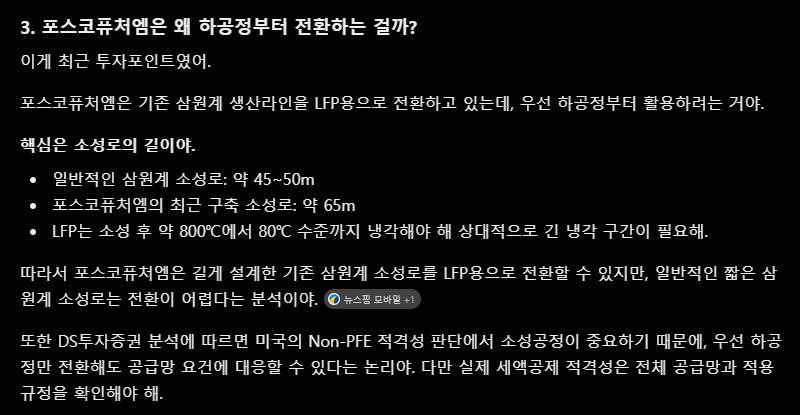 3. 포스코퓨처엠은 왜 하공정부터 전환하는 걸까?
이게 최근 투자포인트였어.
포스코퓨처엠은 기존 삼원계 생산라인을 LFP용으로 전환하고 있는데, 우선 하공정부터 활용하려는 거야.
핵심은 소성로의 길이야.
• 일반적인 삼원계 소성로: 약 45~50m
• 포스코퓨처엠의 최근 구축 소성로: 약 65m
• LFP는 소성 후 약 800℃에서 80℃ 수준까지 냉각해야 해 상대적으로 긴 냉각 구간이 필요해.
따라서 포스코퓨처엠은 길게 설계한 기존 삼원계 소성로를 LFP용으로 전환할 수 있지만, 일반적인 짧은 삼
원계 소성로는 전환이 어렵다는 분석이야. 뉴스핌 모바일 +1
또한 DS투자증권 분석에 따르면 미국의 Non-PFE 적격성 판단에서 소성공정이 중요하기 때문에, 우선 하공
정만 전환해도 공급망 요건에 대응할 수 있다는 논리야. 다만 실제 세액공제 적격성은 전체 공급망과 적용
규정을 확인해야 해.